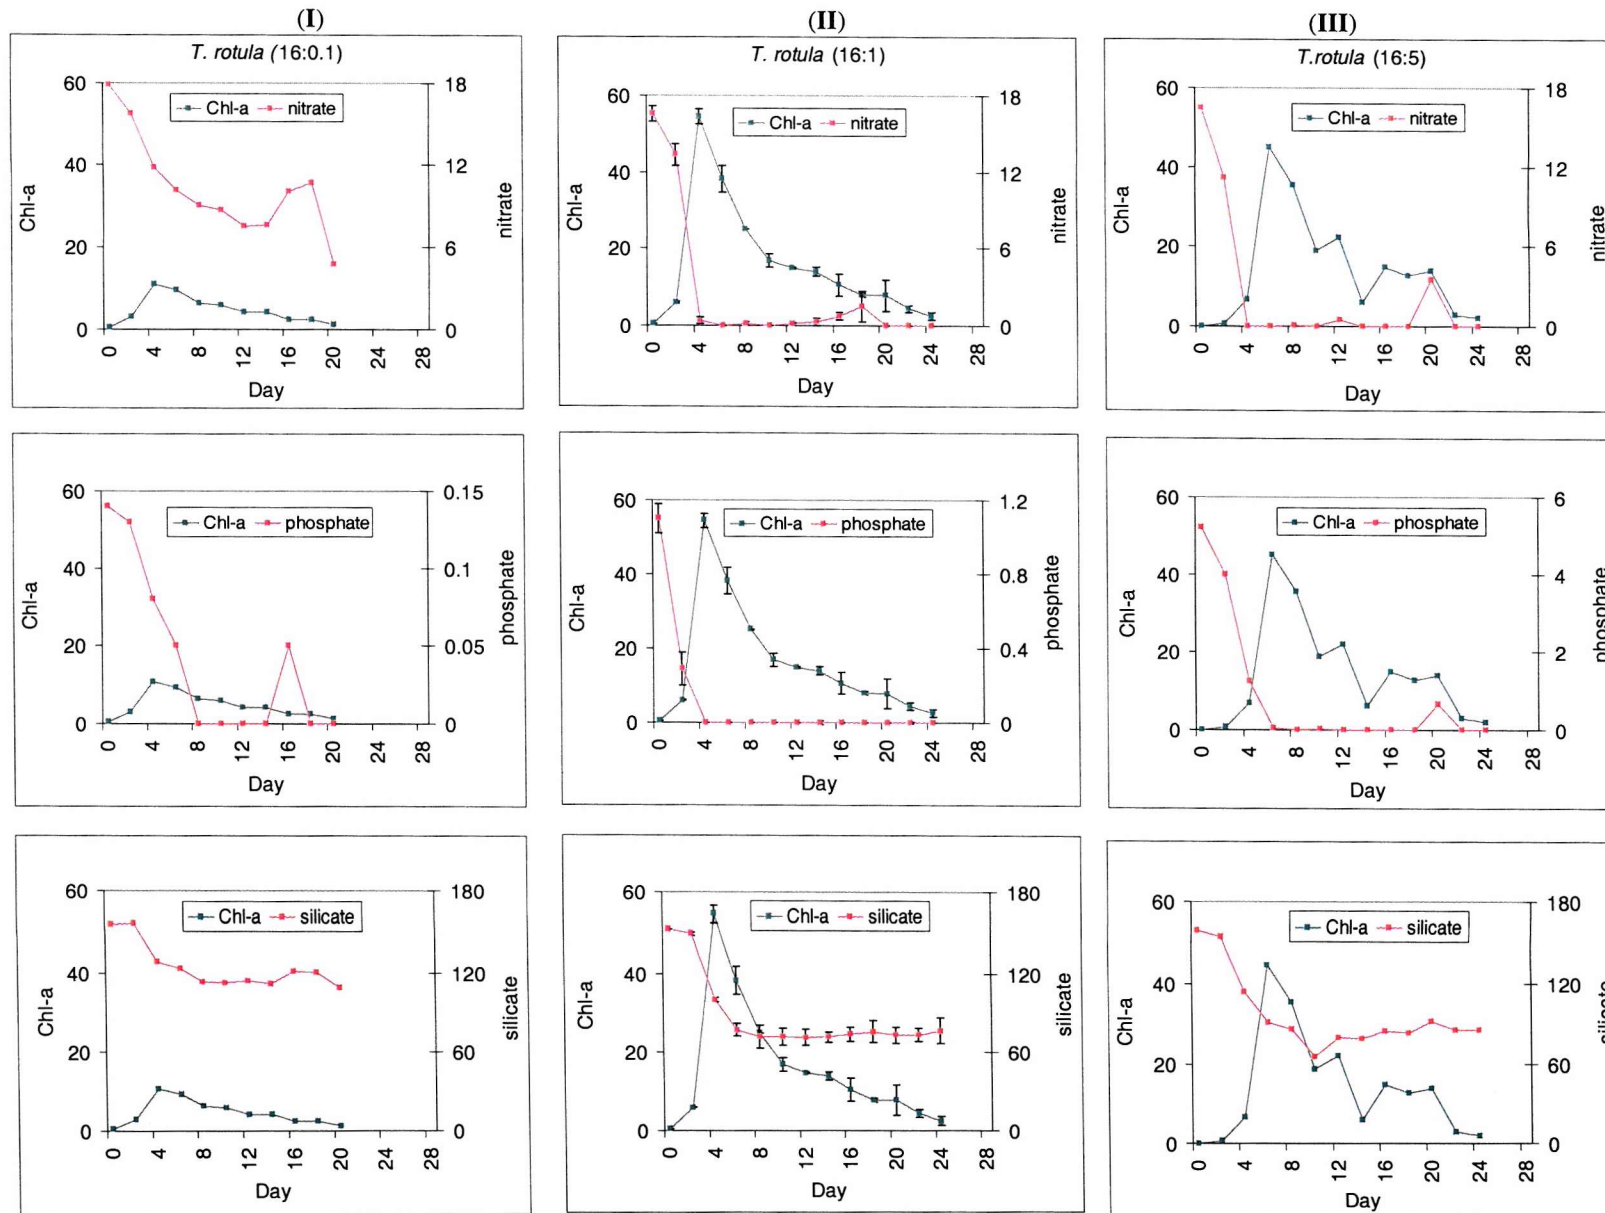 (I)
T. rotula (16:0.1)
60
40
20
0
Chl-a
Chl-a nitrate
18
12
6
0
nitrate
0 4 8 12 16 20 24 28
Day
(II)
T. rotula (16:1)
60
40
20
0
Chl-a
Chl-a nitrate
18
12
6
0
nitrate
0 4 8 12 16 20 24 28
Day
(III)
T.rotula (16:5)
60
40
20
0
Chl-a
Chl-a nitrate
18
12
6
0
nitrate
0 4 8 12 16 20 24 28
Day
60
40
20
0
Chl-a
Chl-a phosphate
0.15
0.1
0.05
0
phosphate
0 4 8 12 16 20 24 28
Day
60
40
20
0
Chl-a
Chl-a phosphate
1.2
0.8
0.4
0
phosphate
0 4 8 12 16 20 24 28
Day
60
40
20
0
Chl-a
Chl-a phosphate
6
4
2
0
phosphate
0 4 8 12 16 20 24 28
Day
60
40
20
0
Chl-a
Chl-a silicate
180
120
60
0
silicate
0 4 8 12 16 20 24 28
Day
60
40
20
0
Chl-a
Chl-a silicate
180
120
60
0
silicate
0 4 8 12 16 20 24 28
Day
60
40
20
0
Chl-a
Chl-a silicate
180
120
60
0
silicate
0 4 8 12 16 20 24 28
Day